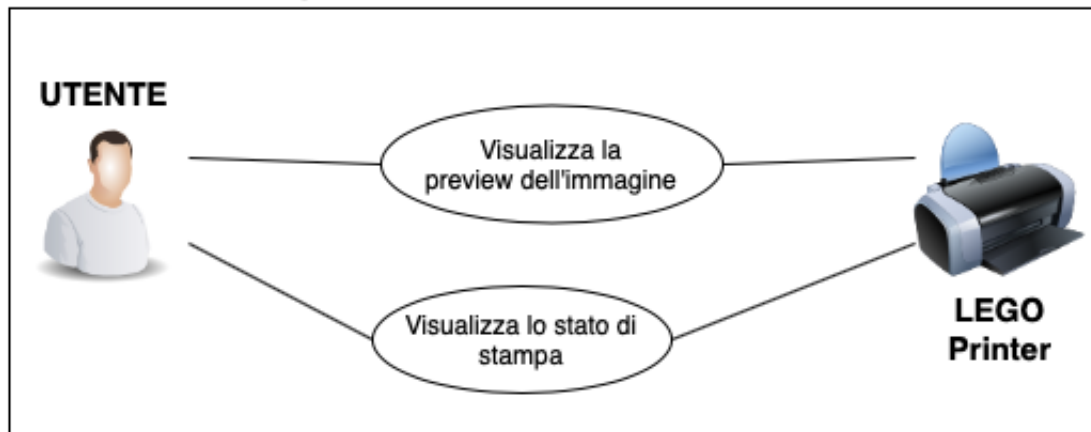 UTENTE
Visualizza la
preview dell'immagine
Visualizza lo stato di
stampa
LEGO
Printer